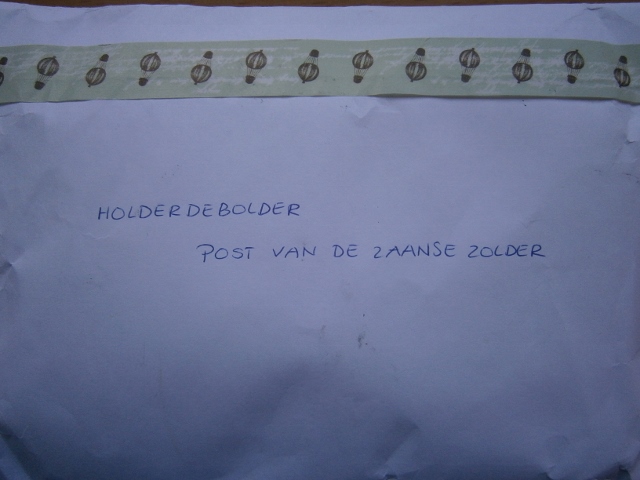 HOLDERDEBOLDER
POST VAN DE ZAANSE ZOLDER